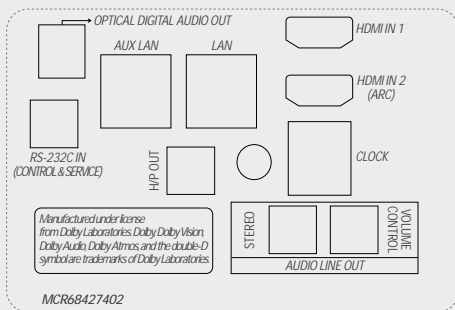 OPTICAL DIGITAL AUDIO OUT
HDMI IN 1
AUX LAN
LAN
HDMI IN 2
(ARC)
RS-232C IN
(CONTROL & SERVICE)
H/P OUT
CLOCK
Manufactured under license
from Dolby Laboratories. Dolby, Dolby Vision,
Dolby Audio, Dolby Atmos, and the double-D
symbol are trademarks of Dolby Laboratories.
STEREO
VOLUME
CONTROL
AUDIO LINE OUT
MCR68427402